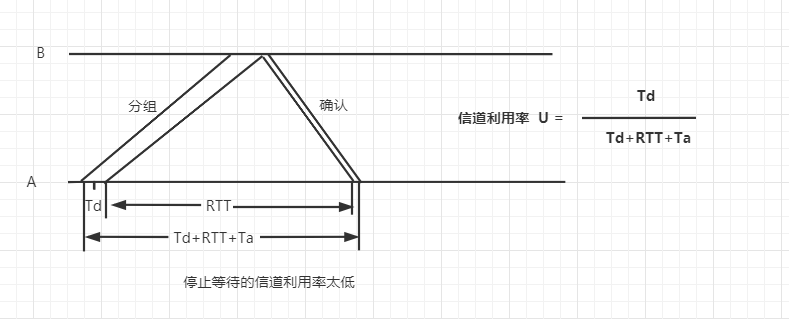 B
分组
确认
Td
信道利用率 U =
Td+RTT+Ta
A
Td
RTT
Td+RTT+Ta
停止等待的信道利用率太低